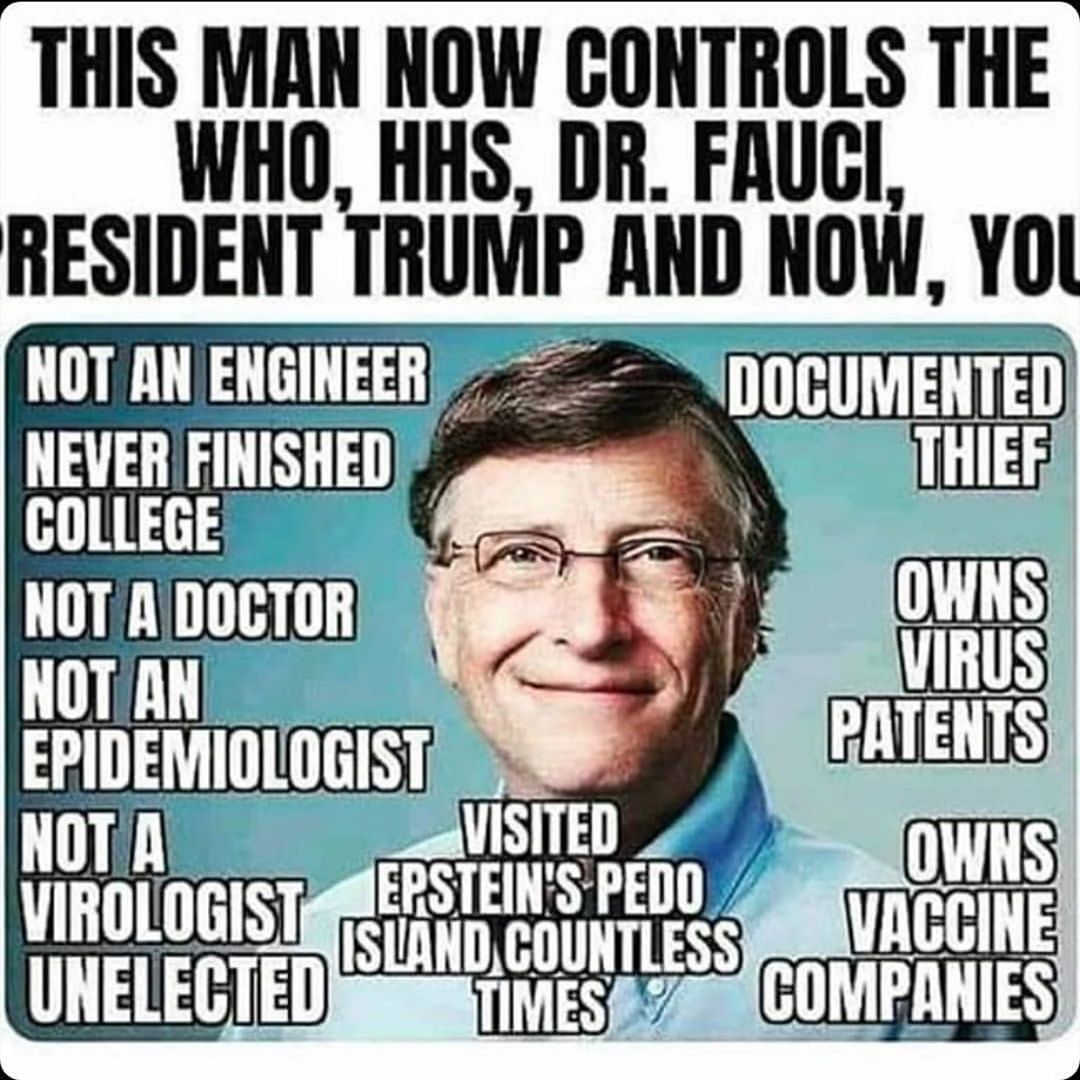 THIS MAN NOW CONTROLS THE
WHO, HHS, DR. FAUCI,
RESIDENT TRUMP AND NOW, YOU
NOT AN ENGINEER
NEVER FINISHED
COLLEGE
NOT A DOCTOR
NOT AN
EPIDEMIOLOGIST
NOT A
VIROLOGIST
UNELECTED
VISITED
EPSTEIN'S PEDO
ISLAND COUNTLESS
TIMES
DOCUMENTED
THIEF
OWNS
VIRUS
PATENTS
OWNS
VACCINE
COMPANIES